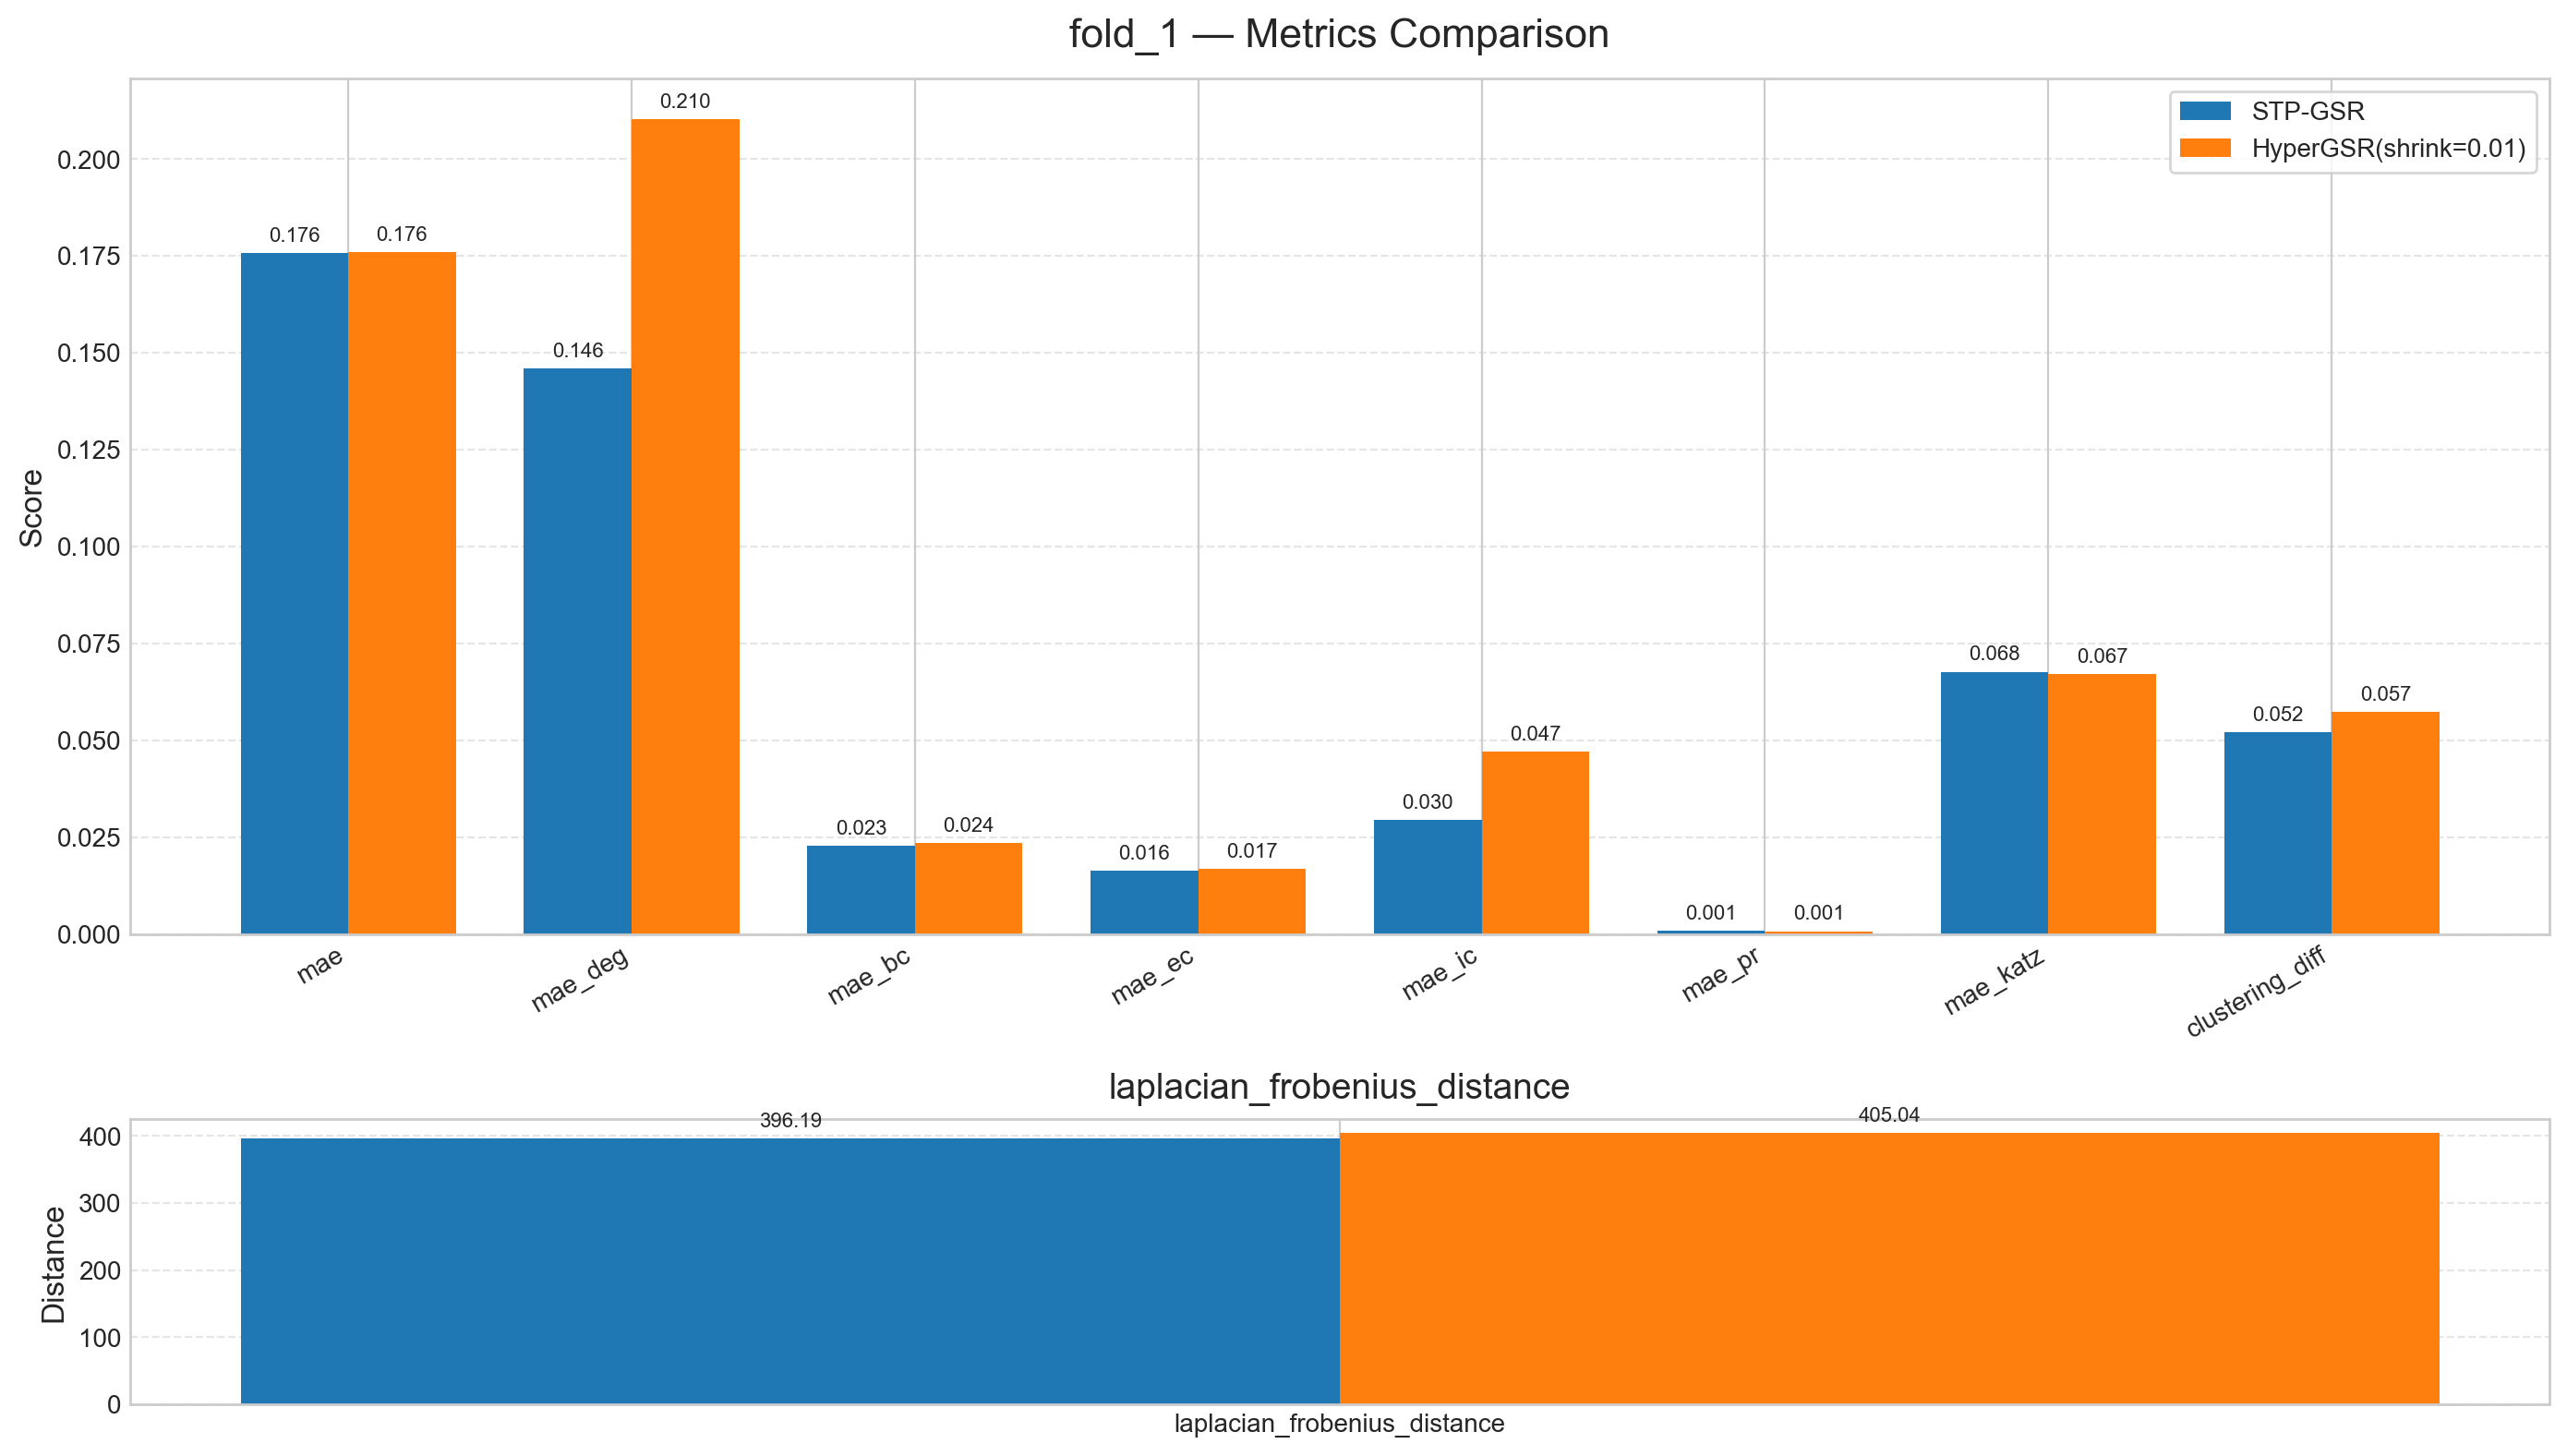 fold_1 — Metrics Comparison
STP-GSR
HyperGSR(shrink=0.01)
Score
0.200
0.175
0.150
0.125
0.100
0.075
0.050
0.025
0.000
0.176 0.176
0.146 0.210
0.023 0.024
0.016 0.017
0.030 0.047
0.001 0.001
0.068 0.067
0.052 0.057
mae mae_deg mae_bc mae_ec mae_ic mae_pr mae_katz clustering_diff
laplacian_frobenius_distance
Distance
400
300
200
100
0
396.19 405.04
laplacian_frobenius_distance